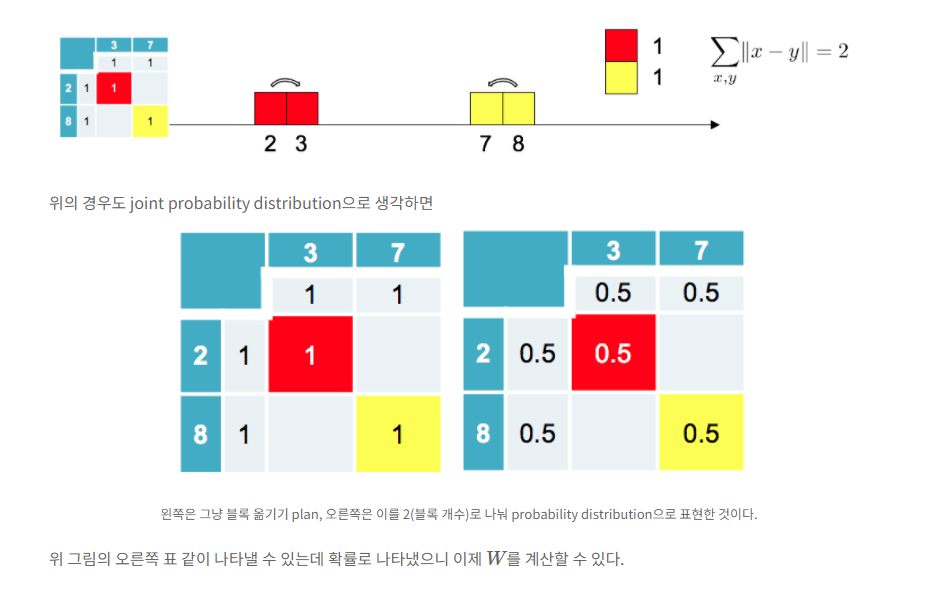 3 7
1 1
2 1 1
8 1 1
2 3
7 8
1
1
\sum_{x,y} \|x - y\| = 2
위의 경우도 joint probability distribution으로 생각하면
3 7
1 1
2 1 1
8 1 1
3 7
0.5 0.5
2 0.5 0.5
8 0.5 0.5
왼쪽은 그냥 블록 옮기기 plan, 오른쪽은 이를 2(블록 개수)로 나눠 probability distribution으로 표현한 것이다.
위 그림의 오른쪽 표 같이 나타낼 수 있는데 확률로 나타냈으니 이제 W를 계산할 수 있다.